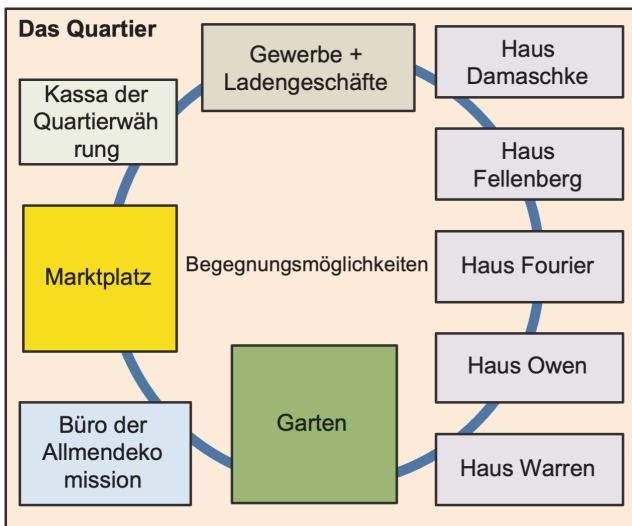 Das Quartier
Gewerbe +
Ladengeschäfte
Haus
Damaschke
Kassa der
Quartierwäh
rung
Haus
Fellenberg
Marktplatz
Begegnungsmöglichkeiten
Haus Fourier
Haus Owen
Garten
Büro der
Allmendeko
mission
Haus Warren